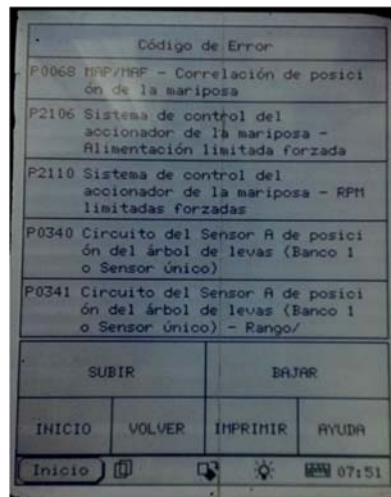 Código de Error
P0068 MAP/MAF - Correlación de posici
ón de la mariposa
P2106 Sistema de control del
accionador de la mariposa -
Alimentación limitada forzada
P2110 Sistema de control del
accionador de la mariposa - RPM
limitadas forzadas
P0340 Circuito del Sensor A de posici
ón del árbol de levas (Banco 1
o Sensor único)
P0341 Circuito del Sensor A de posici
ón del árbol de levas (Banco 1
o Sensor único) - Rango/
SUBIR BAJAR
INICIO VOLVER IMPRIMIR AYUDA
Inicio 07:51